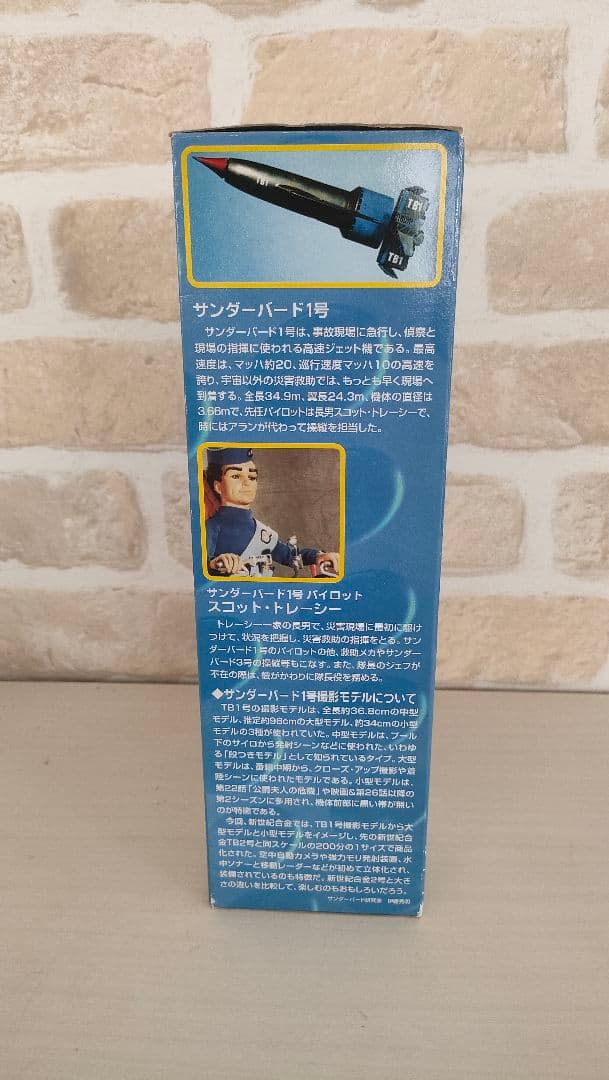 TB1
TB1
TB1
サンダーバード1号
サンダーバード1号は、事故現場に急行し、偵察と
現場の指揮に使われる高速ジェット機である。最高
速度は、マッハ約20、巡行速度マッハ10の高速を
誇り、宇宙以外の災害救助では、もっとも早く現場へ
到着する。全長34.9m、翼長24.3m、機体の直径は
3.66mで、先任パイロットは長男スコット・トレーシーで、
時にはアランが代わって操縦を担当した。
サンダーバード1号 パイロット
スコット・トレーシー
トレーシー一家の長男で、災害現場に最初に駆け
つけて、状況を把握し、災害救助の指揮をとる。サン
ダーバード1号のパイロットの他、救助メカやサンダー
バード3号の操縦等もこなす。また、隊長のジェフが
不在の際は、彼がかわりに隊長役を務める。
◆サンダーバード1号撮影モデルについて
TB1号の撮影モデルは、全長約36.8cmの中型
モデル、推定約98cmの大型モデル、約34cmの小型
モデルの3種が使われていた。中型モデルは、プール
下のサイロから発射シーンなどに使われた、いわゆ
る「段つきモデル」として知られているタイプ。大型
モデルは、番組中期から、クローズ・アップ撮影や着
陸シーンに使われたモデルである。小型モデルは、
第22話「公爵夫人の危機」や映画&第26話以降の
第2シーズンに多用され、機体前部に黒い帯が無い
のが特徴である。
今回、新世紀合金では、TB1号撮影モデルから大
型モデルと小型モデルをイメージし、先の新世紀合
金TB2号と同スケールの200分の1サイズで商品
化された。空中自動カメラや強力モリ発射装置、水
中ソナーと移動レーダーなどが初めて立体化され、
装備されているのも特徴だ。新世紀合金2号と大き
さの違いを比較して、楽しむのもおもしろいだろう。
サンダーバード研究家 伊藤秀明